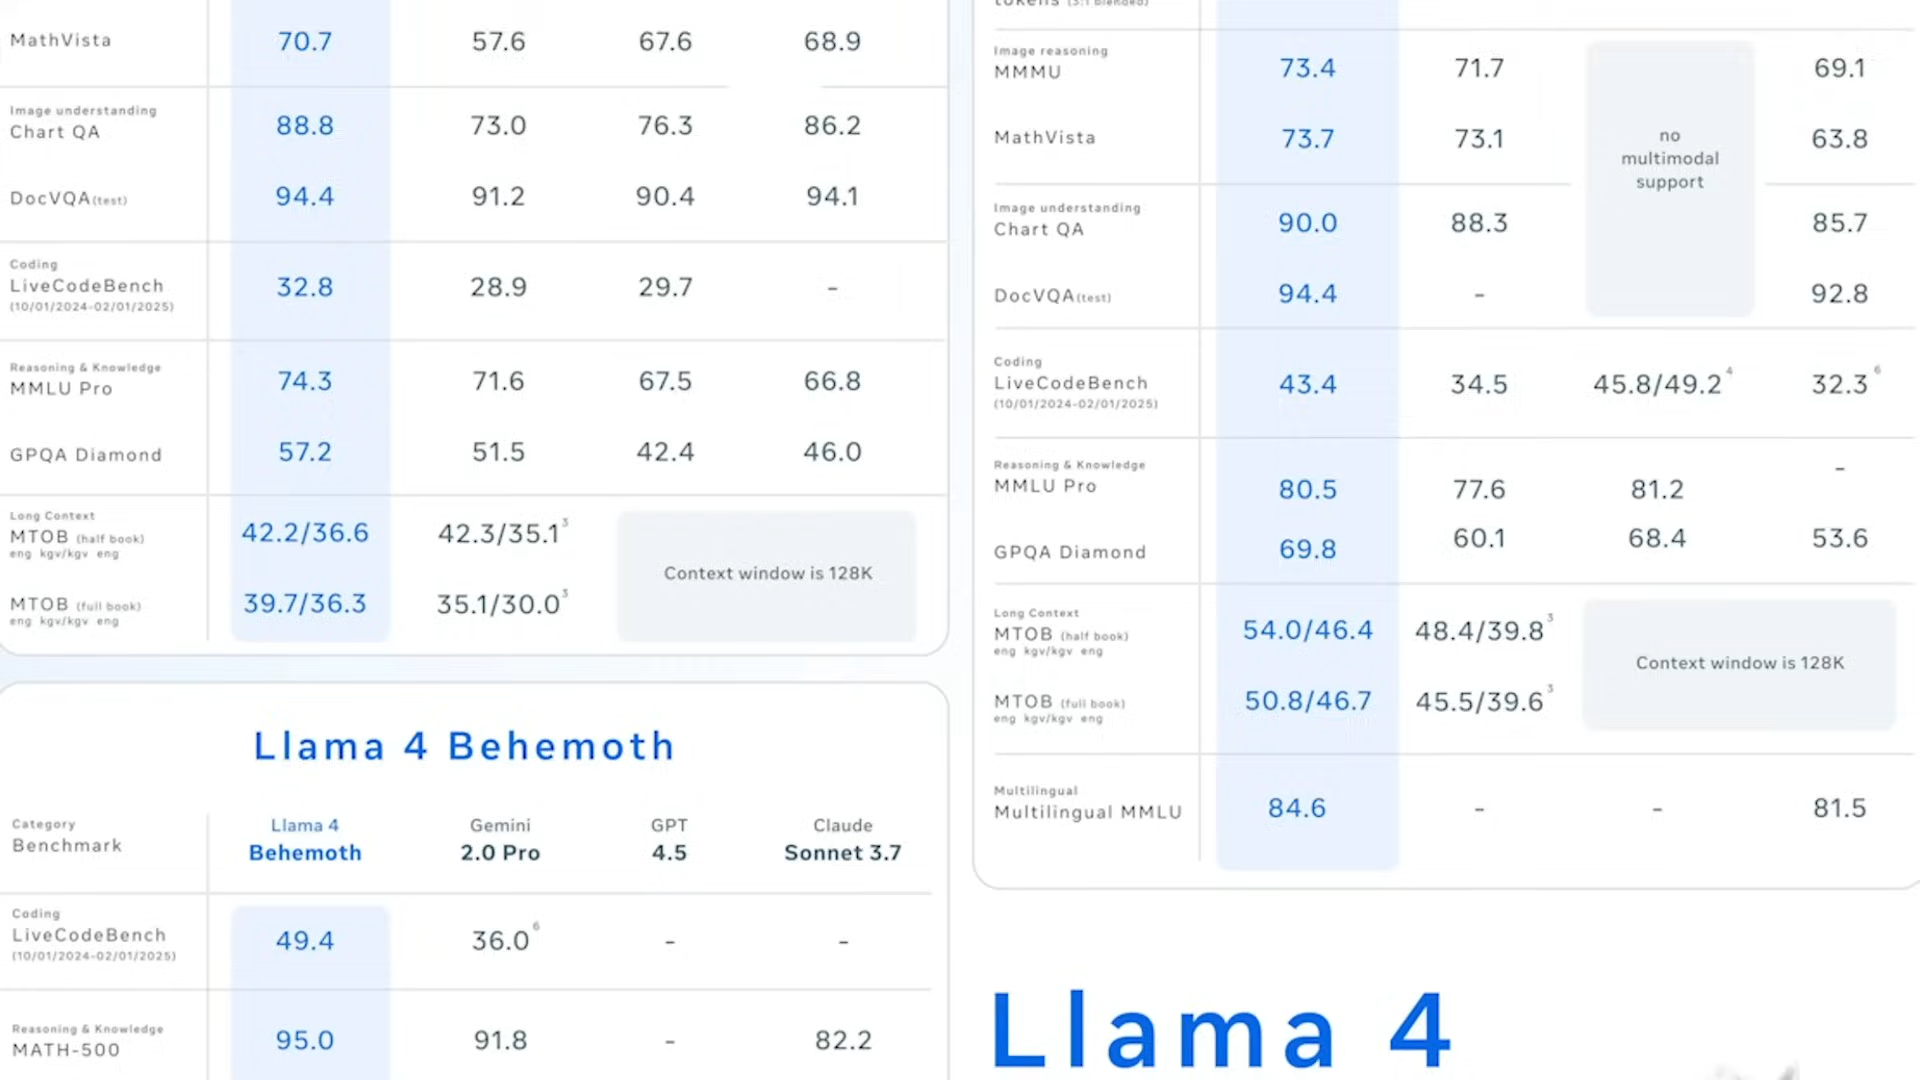 MathVista 70.7 57.6 67.6 68.9
Image understanding
Chart QA 88.8 73.0 76.3 86.2
DocVQA(test) 94.4 91.2 90.4 94.1
Coding
LiveCodeBench 32.8 28.9 29.7 -
(10/01/2024-02/01/2025)
Reasoning & Knowledge
MMLU Pro 74.3 71.6 67.5 66.8
GPQA Diamond 57.2 51.5 42.4 46.0
Long Context
MTOB (half book) 42.2/36.6 42.3/35.1³
eng kgv/kgv eng
Context window is 128K
MTOB (full book) 39.7/36.3 35.1/30.0³
eng kgv/kgv eng
Llama 4 Behemoth
Category
Benchmark
Llama 4
Behemoth
Gemini
2.0 Pro
GPT
4.5
Claude
Sonnet 3.7
Coding
LiveCodeBench 49.4 36.0⁶ - -
(10/01/2024-02/01/2025)
Reasoning & Knowledge
MATH-500 95.0 91.8 - 82.2
tokens (3:1 blended)
Image reasoning
MMMU 73.4 71.7 69.1
MathVista 73.7 73.1 63.8
no
multimodal
support
Image understanding
Chart QA 90.0 88.3 85.7
DocVQA(test) 94.4 - 92.8
Coding
LiveCodeBench 43.4 34.5 45.8/49.2⁴ 32.3⁶
(10/01/2024-02/01/2025)
Reasoning & Knowledge
MMLU Pro 80.5 77.6 81.2 -
GPQA Diamond 69.8 60.1 68.4 53.6
Long Context
MTOB (half book) 54.0/46.4 48.4/39.8³
eng kgv/kgv eng
Context window is 128K
MTOB (full book) 50.8/46.7 45.5/39.6³
eng kgv/kgv eng
Multilingual
Multilingual MMLU 84.6 - - 81.5
Llama 4